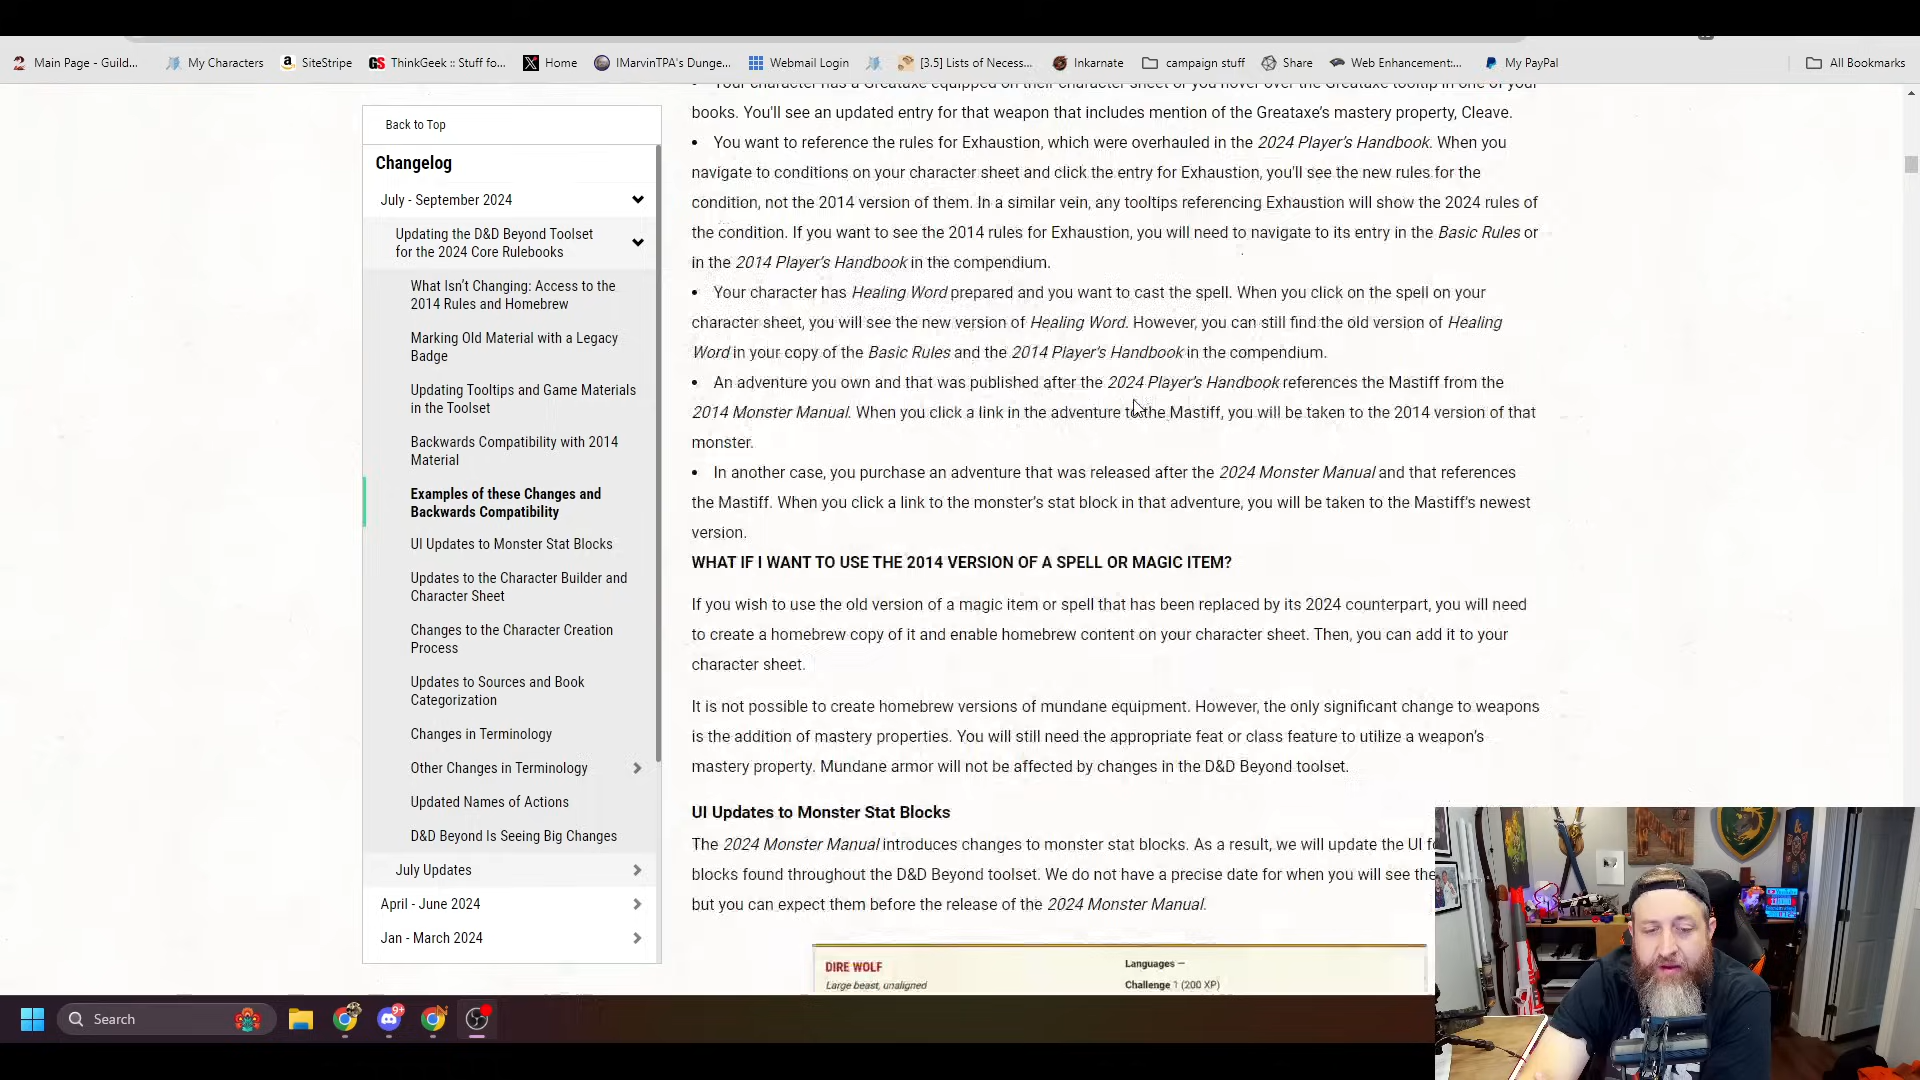 Main Page - Guild...
My Characters
SiteStripe
ThinkGeek :: Stuff fo...
Home
IMarvinTPA's Dunge...
Webmail Login
[3.5] Lists of Necess...
Inkarnate
campaign stuff
Share
Web Enhancement:...
My PayPal
All Bookmarks
Back to Top
Changelog
July - September 2024
Updating the D&D Beyond Toolset
for the 2024 Core Rulebooks
What Isn't Changing: Access to the
2014 Rules and Homebrew
Marking Old Material with a Legacy
Badge
Updating Tooltips and Game Materials
in the Toolset
Backwards Compatibility with 2014
Material
Examples of these Changes and
Backwards Compatibility
UI Updates to Monster Stat Blocks
Updates to the Character Builder and
Character Sheet
Changes to the Character Creation
Process
Updates to Sources and Book
Categorization
Changes in Terminology
Other Changes in Terminology
Updated Names of Actions
D&D Beyond Is Seeing Big Changes
July Updates
April - June 2024
Jan - March 2024
• Your character has a Greataxe equipped on their character sheet or you hover over the Greataxe tooltip in one of your
books. You'll see an updated entry for that weapon that includes mention of the Greataxe's mastery property, Cleave.
• You want to reference the rules for Exhaustion, which were overhauled in the 2024 Player's Handbook. When you
navigate to conditions on your character sheet and click the entry for Exhaustion, you'll see the new rules for the
condition, not the 2014 version of them. In a similar vein, any tooltips referencing Exhaustion will show the 2024 rules of
the condition. If you want to see the 2014 rules for Exhaustion, you will need to navigate to its entry in the Basic Rules or
in the 2014 Player's Handbook in the compendium.
• Your character has Healing Word prepared and you want to cast the spell. When you click on the spell on your
character sheet, you will see the new version of Healing Word. However, you can still find the old version of Healing
Word in your copy of the Basic Rules and the 2014 Player's Handbook in the compendium.
• An adventure you own and that was published after the 2024 Player's Handbook references the Mastiff from the
2014 Monster Manual. When you click a link in the adventure to the Mastiff, you will be taken to the 2014 version of that
monster.
• In another case, you purchase an adventure that was released after the 2024 Monster Manual and that references
the Mastiff. When you click a link to the monster's stat block in that adventure, you will be taken to the Mastiff's newest
version.
WHAT IF I WANT TO USE THE 2014 VERSION OF A SPELL OR MAGIC ITEM?
If you wish to use the old version of a magic item or spell that has been replaced by its 2024 counterpart, you will need
to create a homebrew copy of it and enable homebrew content on your character sheet. Then, you can add it to your
character sheet.
It is not possible to create homebrew versions of mundane equipment. However, the only significant change to weapons
is the addition of mastery properties. You will still need the appropriate feat or class feature to utilize a weapon's
mastery property. Mundane armor will not be affected by changes in the D&D Beyond toolset.
UI Updates to Monster Stat Blocks
The 2024 Monster Manual introduces changes to monster stat blocks. As a result, we will update the UI f
blocks found throughout the D&D Beyond toolset. We do not have a precise date for when you will see the
but you can expect them before the release of the 2024 Monster Manual.
DIRE WOLF
Large beast, unaligned
Languages —
Challenge 1 (200 XP)
Search
9+